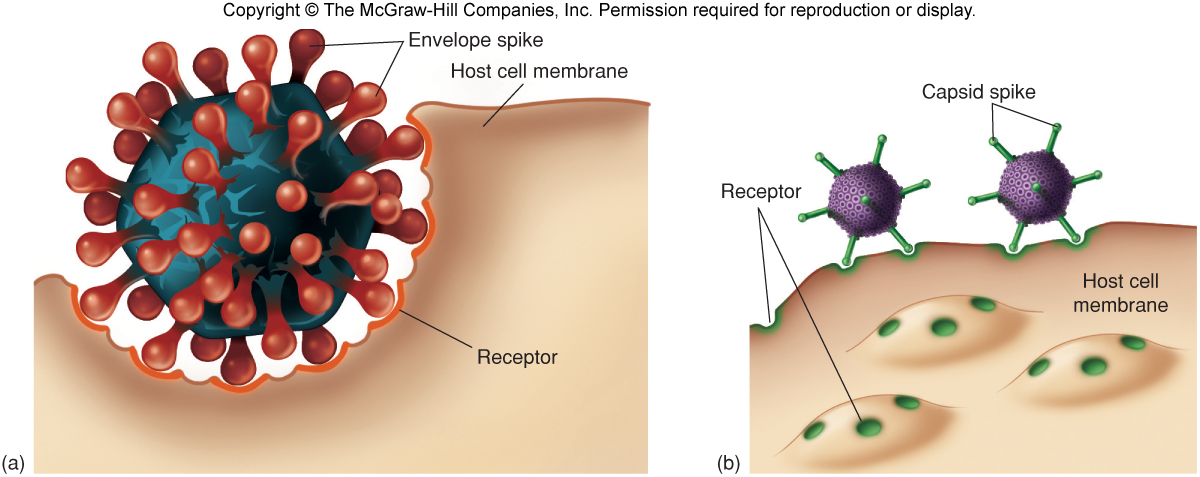 Copyright © The McGraw-Hill Companies, Inc. Permission required for reproduction or display.
Envelope spike
Host cell membrane
Receptor
(a)
Capsid spike
Receptor
Host cell
membrane
(b)